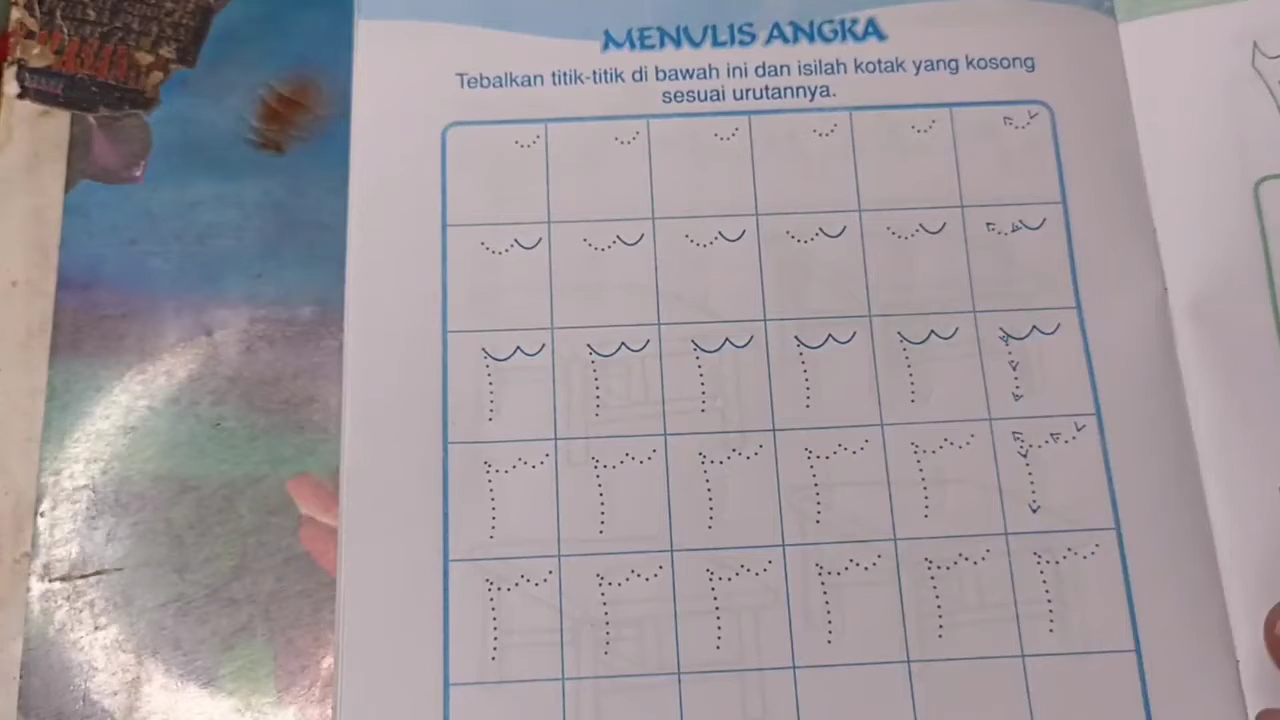 MENULIS ANGKA
Tebalkan titik-titik di bawah ini dan isilah kotak yang kosong
sesuai urutannya.